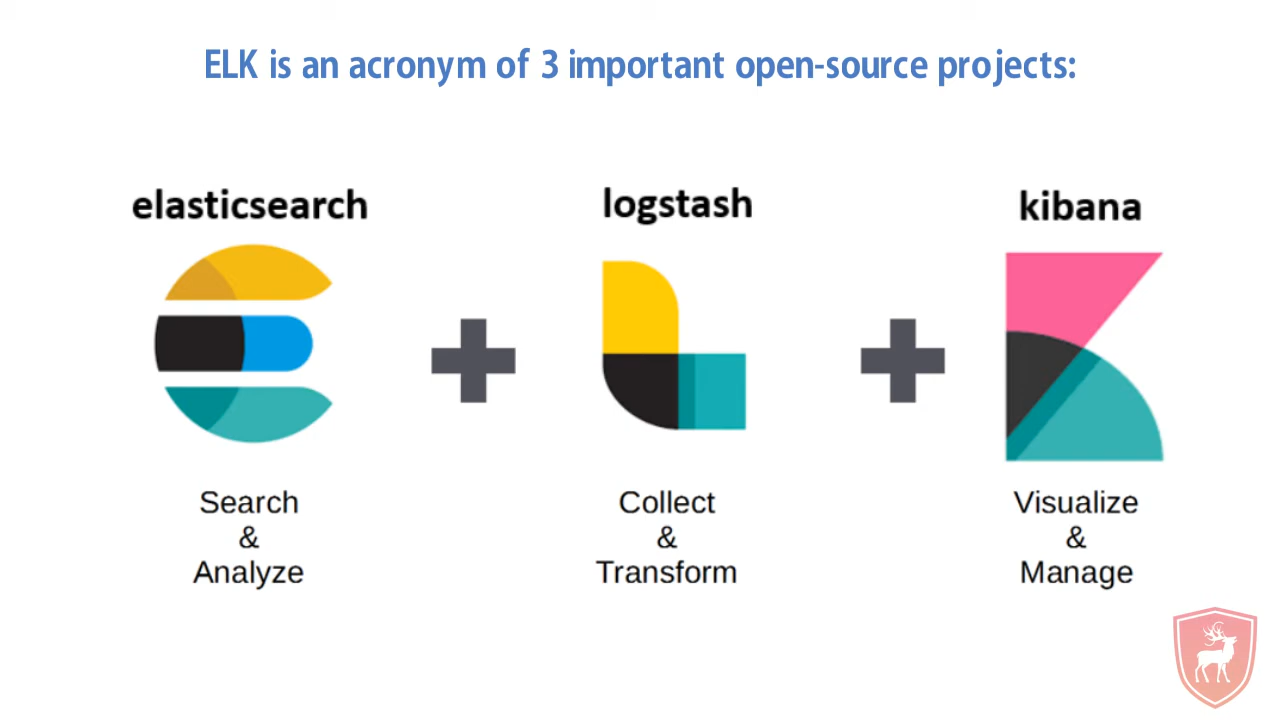 ELK is an acronym of 3 important open-source projects:
elasticsearch
logstash
kibana
Search
&
Analyze
Collect
&
Transform
Visualize
&
Manage